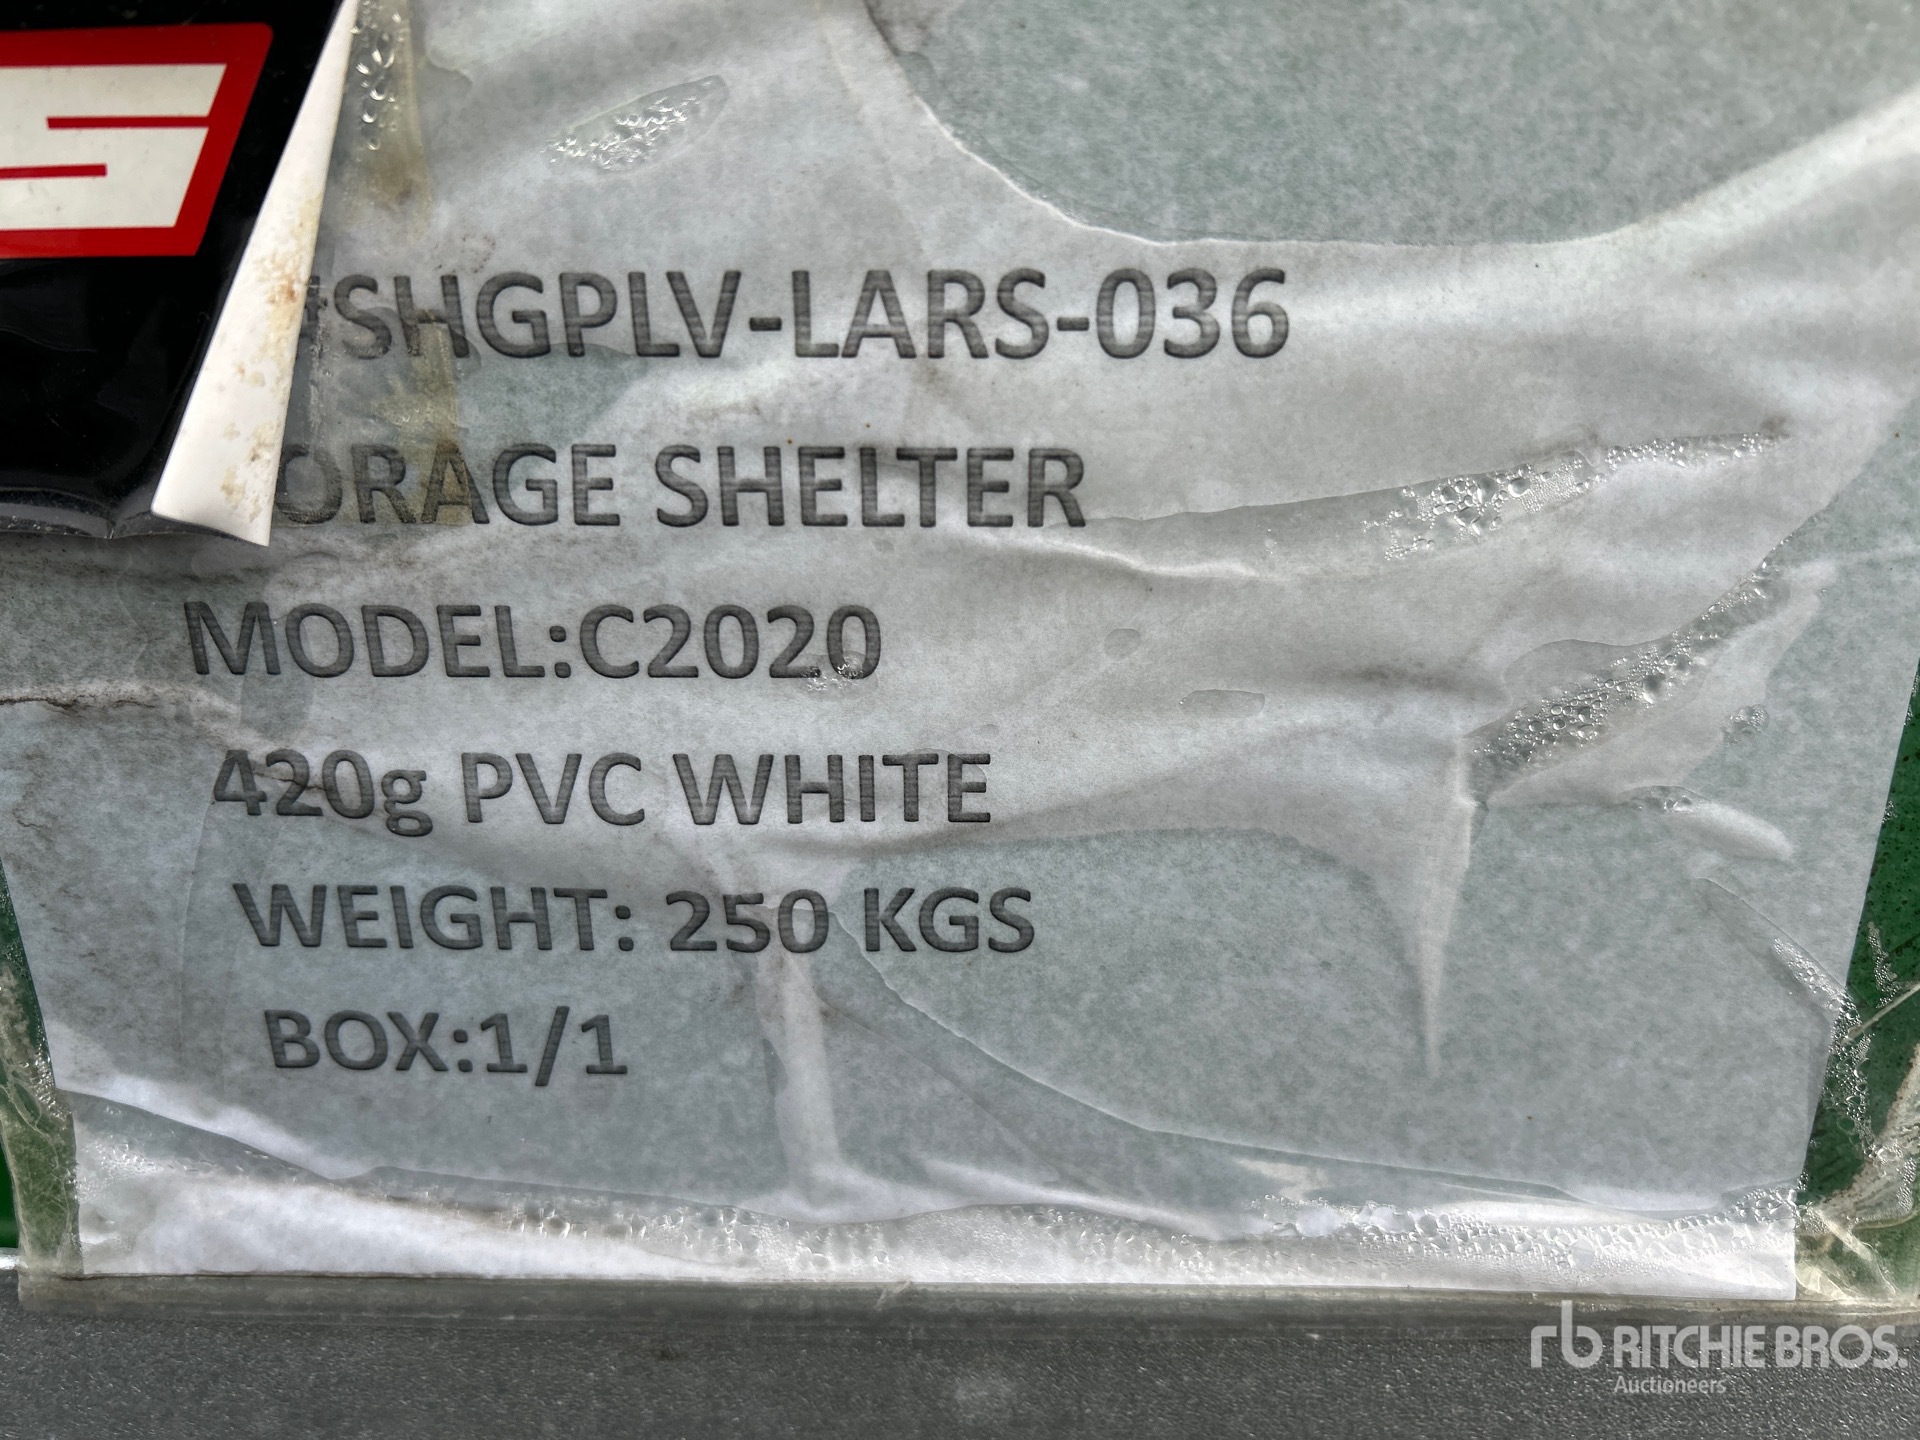 #SHGPLV-LARS-036
ORAGE SHELTER
MODEL:C2020
420g PVC WHITE
WEIGHT: 250 KGS
BOX:1/1
rb RITCHIE BROS.
Auctioneers